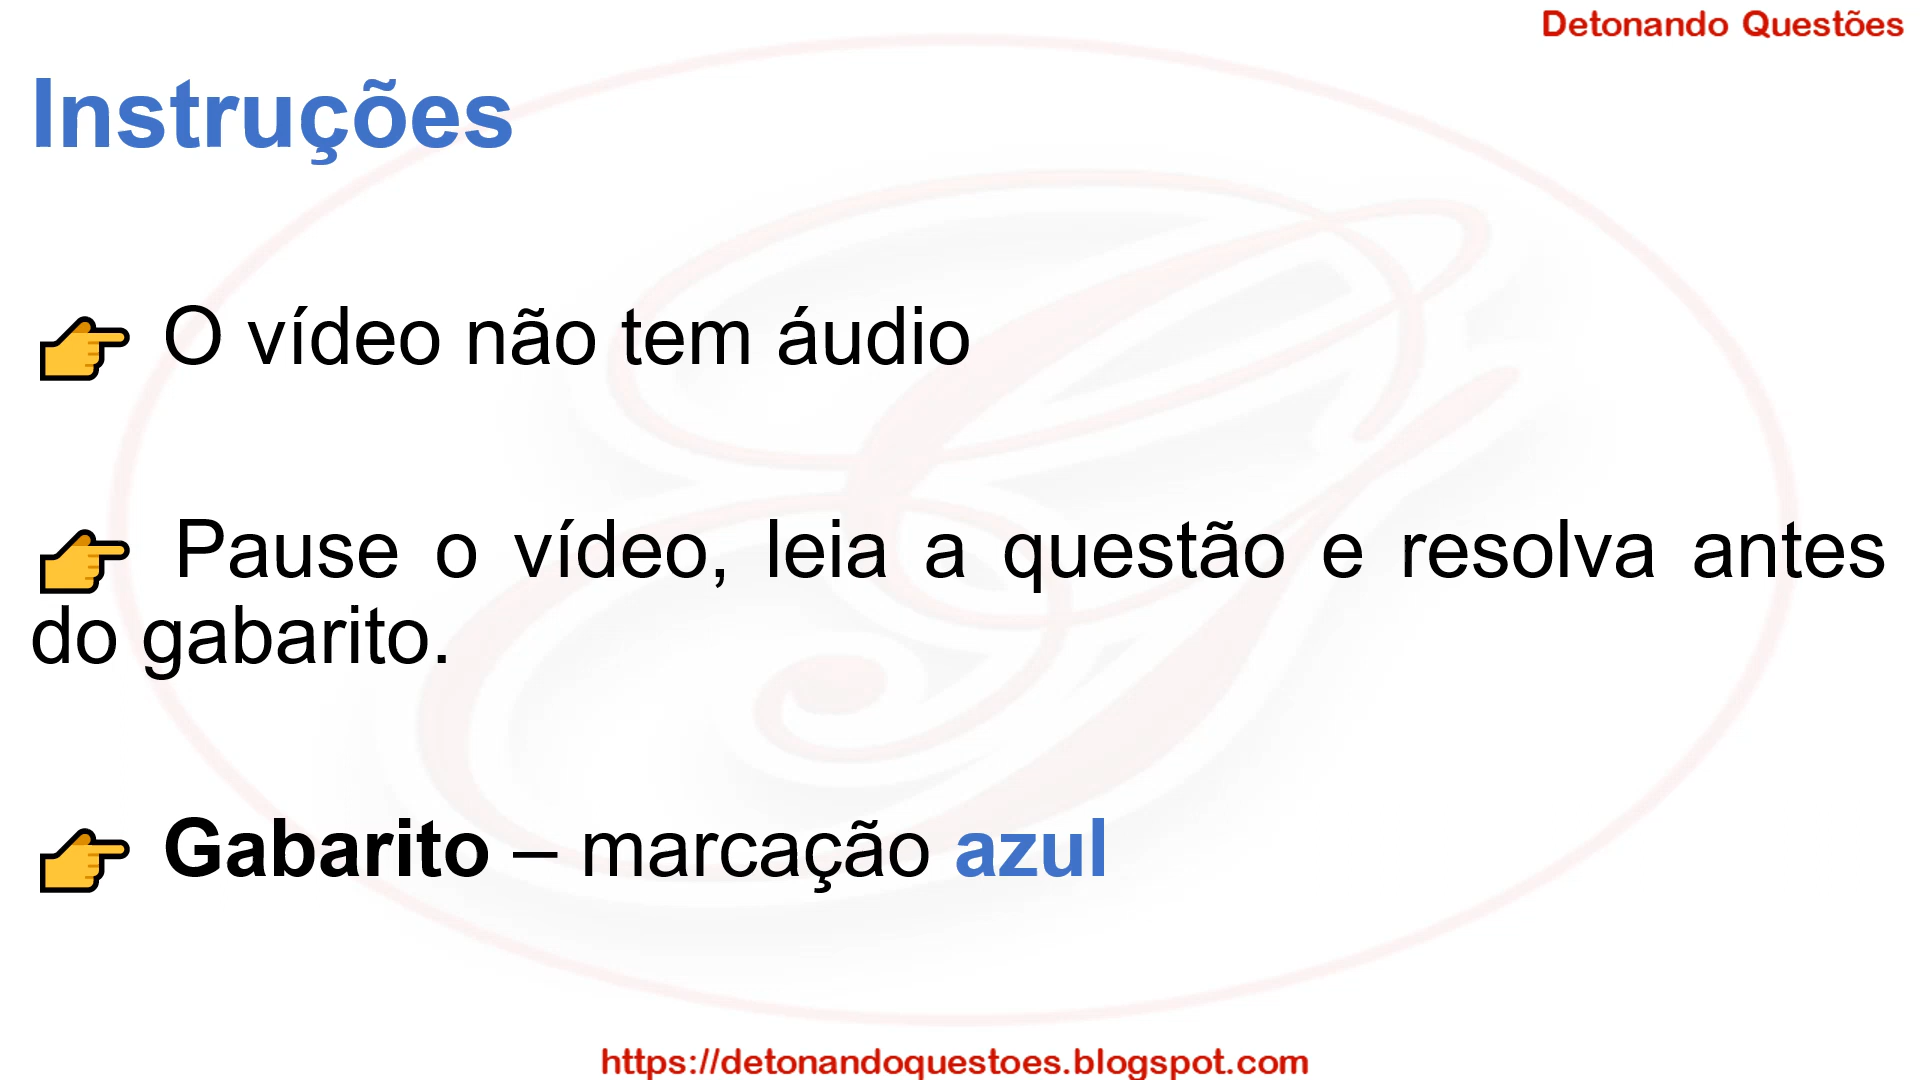 Detonando Questões
Instruções
👉 O vídeo não tem áudio
👉 Pause o vídeo, leia a questão e resolva antes
do gabarito.
👉 Gabarito – marcação azul
https://detonandoquestoes.blogspot.com